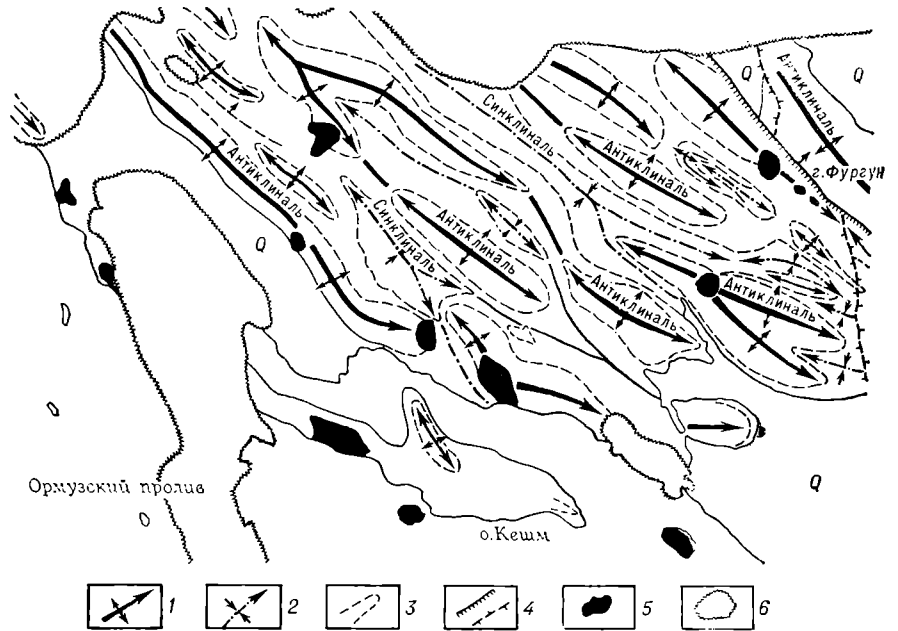 Q
Антиклиналь
Q
Синклиналь
Антиклиналь
г. Фургун
Антиклиналь
Синклиналь
Антиклиналь
Q
Антиклиналь
Антиклиналь
Ормузский пролив
Q
о. Кешм
1 2 3 4 5 6